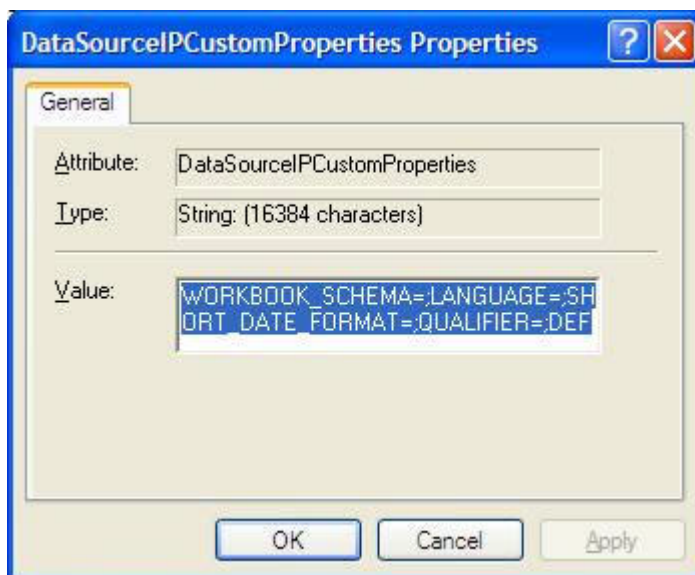 DataSourceIPCustomProperties Properties
?
General
Attribute: DataSourceIPCustomProperties
Type: String: (16384 characters)
Value: WORKBOOK_SCHEMA=;LANGUAGE=;SH
ORT_DATE_FORMAT=;QUALIFIER=;DEF
OK Cancel Apply